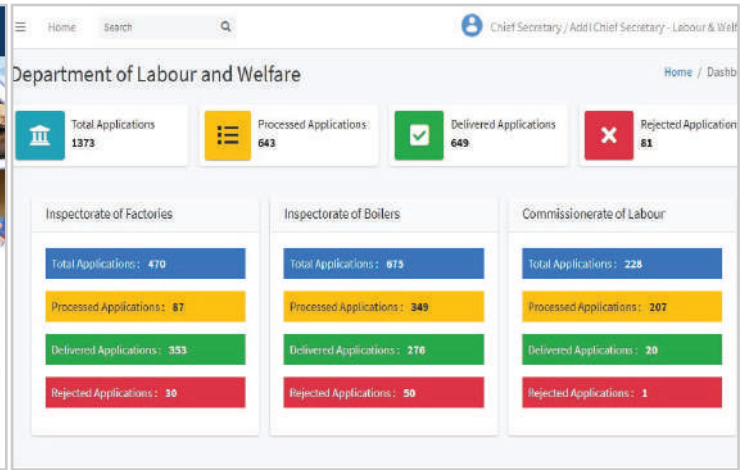 Home Search
Chief Secretary / Addl Chief Secretary - Labour & Welf
Department of Labour and Welfare
Home / Dashb
Total Applications
1373
Processed Applications
643
Delivered Applications
649
Rejected Application
81
Inspectorate of Factories
Total Applications : 470
Processed Applications : 87
Delivered Applications : 353
Rejected Applications : 30
Inspectorate of Boilers
Total Applications : 675
Processed Applications : 349
Delivered Applications : 276
Rejected Applications : 50
Commissionerate of Labour
Total Applications : 228
Processed Applications : 207
Delivered Applications : 20
Rejected Applications : 1